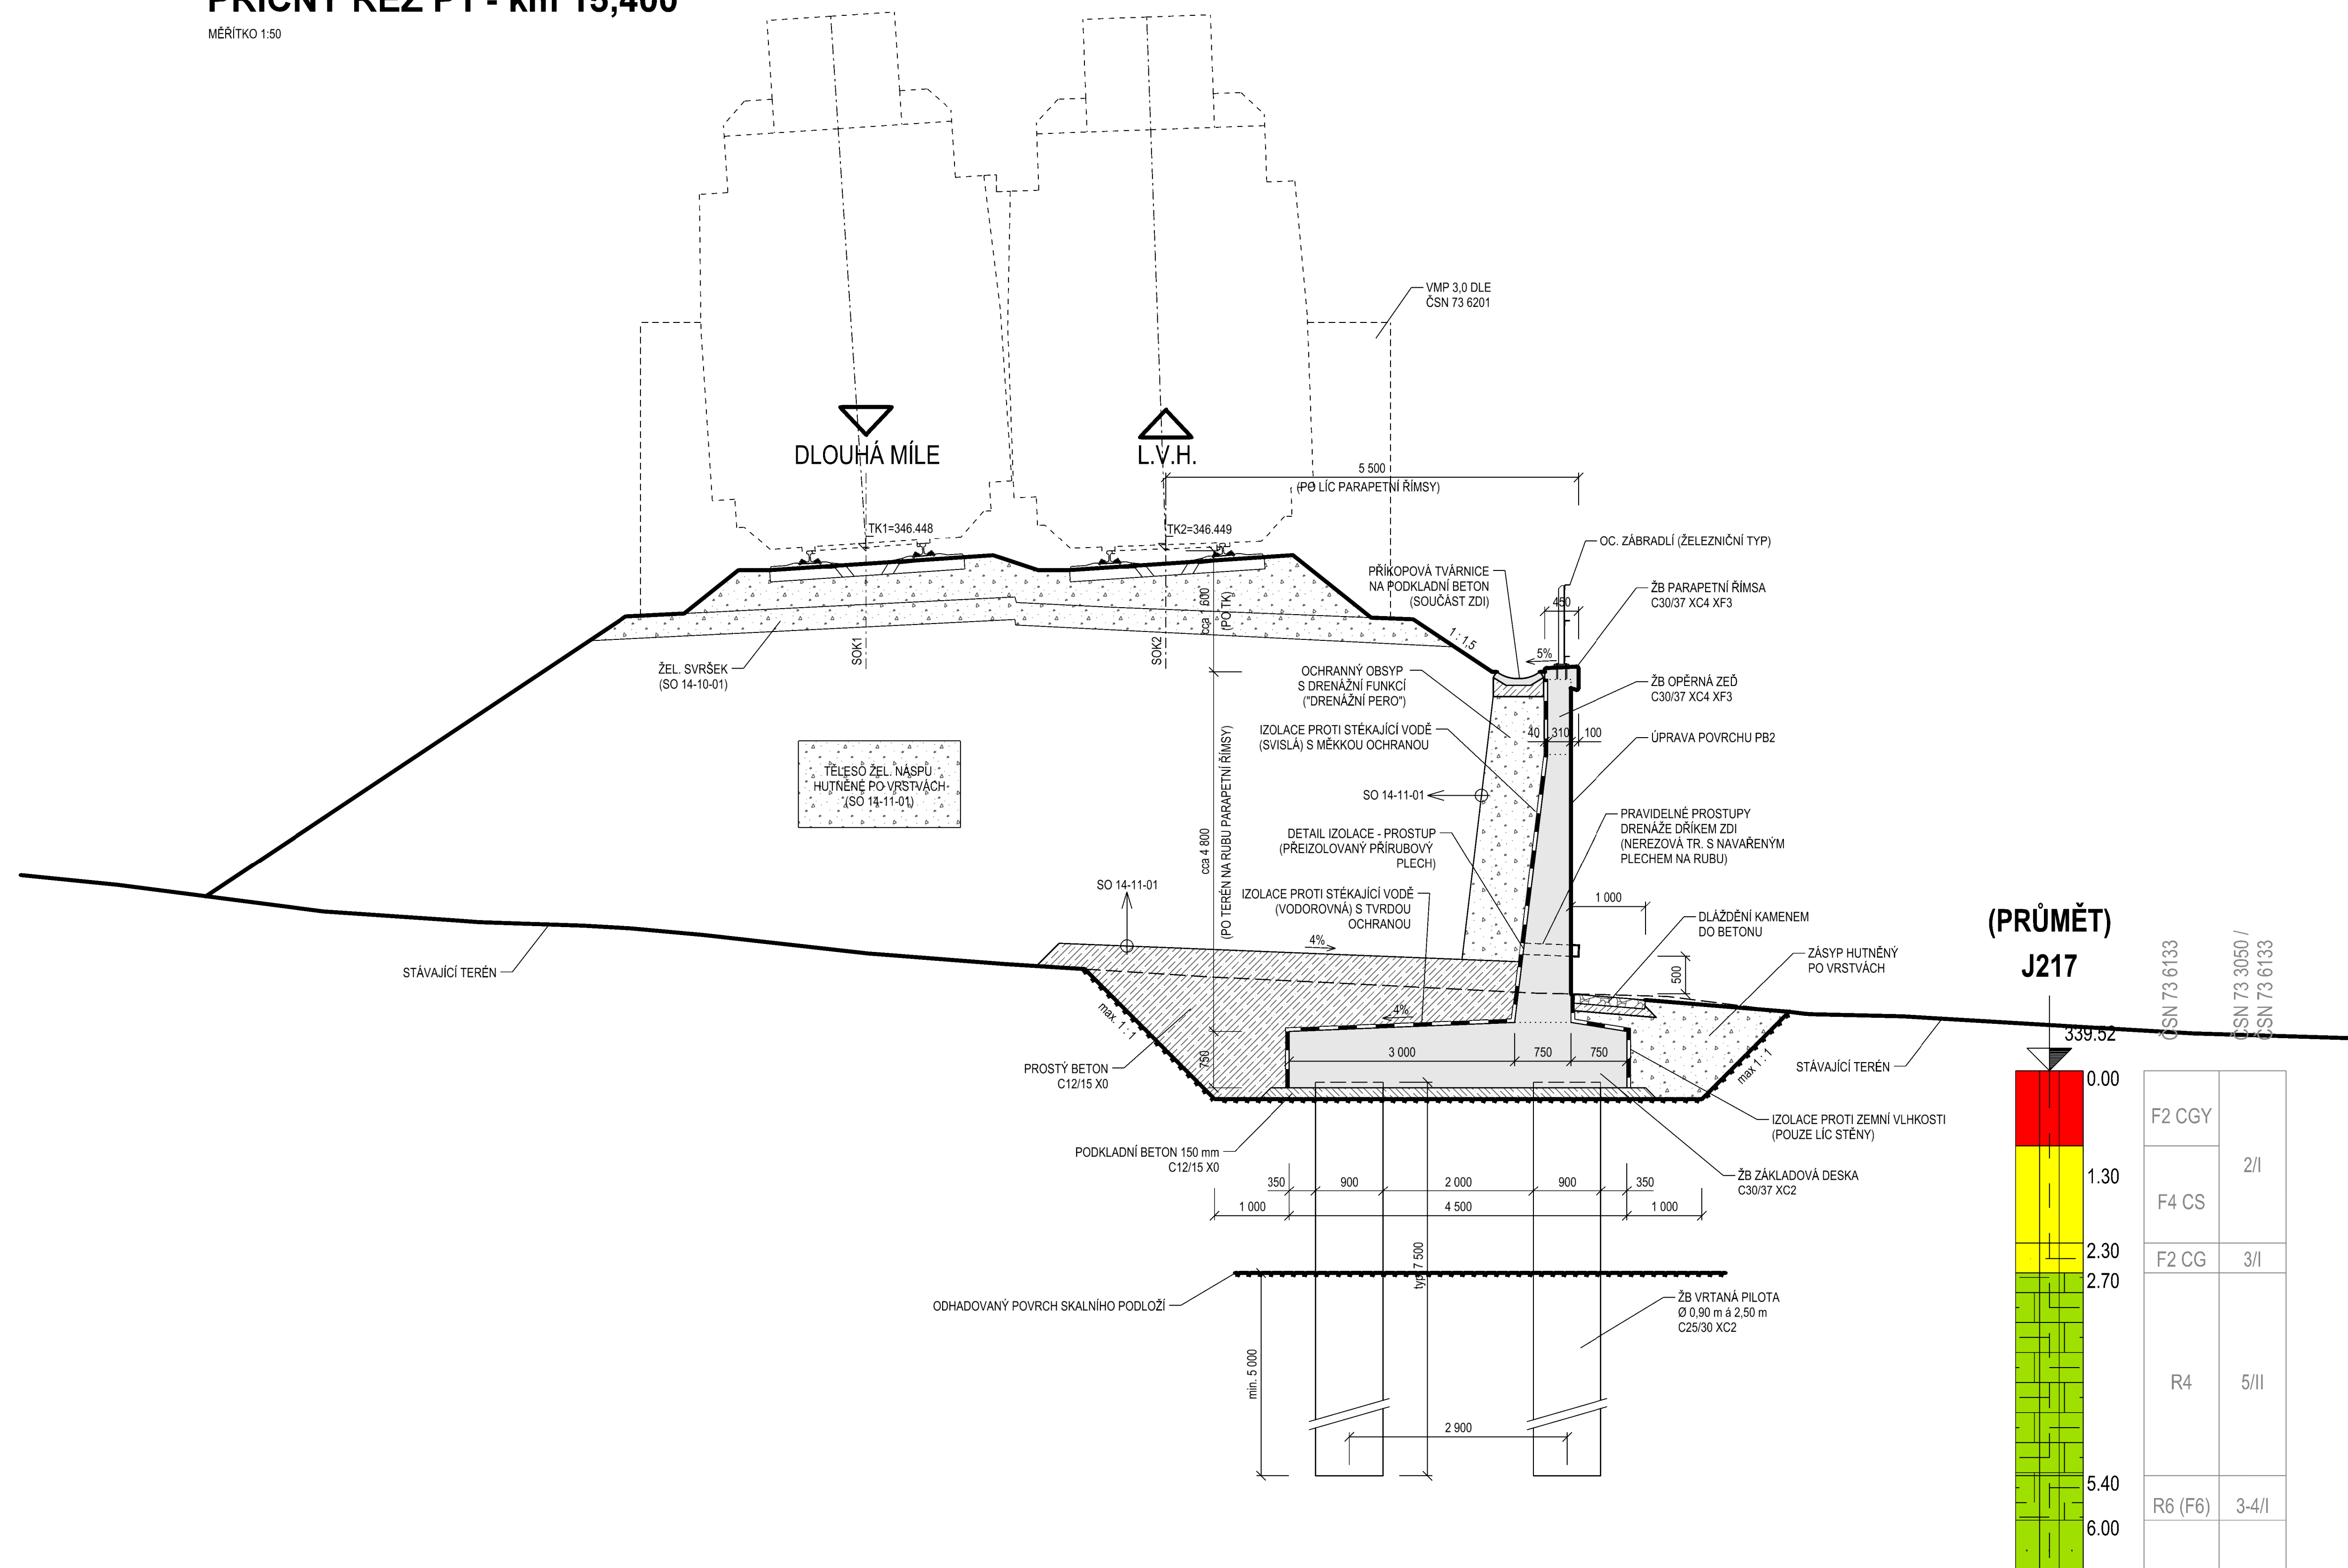 PŘÍČNÝ ŘEZ P1 - km 15,400
MĚŘÍTKO 1:50
VMP 3,0 DLE
ČSN 73 6201
DLOUHÁ MÍLE
L.V.H.
5 500
(PO LÍC PARAPETNÍ ŘÍMSY)
TK1=346.448
TK2=346.449
OC. ZÁBRADLÍ (ŽELEZNIČNÍ TYP)
PŘÍKOPOVÁ TVÁRNICE
NA PODKLADNÍ BETON
(SOUČÁST ZDI)
ŽB PARAPETNÍ ŘÍMSA
C30/37 XC4 XF3
450
cca 1 600
(PO TK)
1 : 1,5
5%
SOK1
SOK2
ŽEL. SVRŠEK
(SO 14-10-01)
OCHRANNÝ OBSYP
S DRENÁŽNÍ FUNKCÍ
("DRENÁŽNÍ PERO")
ŽB OPĚRNÁ ZEĎ
C30/37 XC4 XF3
IZOLACE PROTI STÉKAJÍCÍ VODĚ
(SVISLÁ) S MĚKKOU OCHRANOU
40
310
100
ÚPRAVA POVRCHU PB2
TĚLESO ŽEL. NÁSPU
HUTNĚNÉ PO VRSTVÁCH
(SO 14-11-01)
SO 14-11-01
cca 4 800
(PO TERÉN NA RUBU PARAPETNÍ ŘÍMSY)
DETAIL IZOLACE - PROSTUP
(PŘEIZOLOVANÝ PŘÍRUBOVÝ
PLECH)
PRAVIDELNÉ PROSTUPY
DRENÁŽE DŘÍKEM ZDI
(NEREZOVÁ TR. S NAVAŘENÝM
PLECHEM NA RUBU)
SO 14-11-01
IZOLACE PROTI STÉKAJÍCÍ VODĚ
(VODOROVNÁ) S TVRDOU
OCHRANOU
1 000
DLÁŽDĚNÍ KAMENEM
DO BETONU
4%
ZÁSYP HUTNĚNÝ
PO VRSTVÁCH
500
STÁVAJÍCÍ TERÉN
max. 1 : 1
4%
750
3 000
750
750
max 1 : 1
STÁVAJÍCÍ TERÉN
PROSTÝ BETON
C12/15 X0
IZOLACE PROTI ZEMNÍ VLHKOSTI
(POUZE LÍC STĚNY)
PODKLADNÍ BETON 150 mm
C12/15 X0
ŽB ZÁKLADOVÁ DESKA
C30/37 XC2
350
900
2 000
900
350
1 000
4 500
1 000
typ. 7 500
ODHADOVANÝ POVRCH SKALNÍHO PODLOŽÍ
ŽB VRTANÁ PILOTA
Ø 0,90 m á 2,50 m
C25/30 XC2
min. 5 000
2 900
(PRŮMĚT)
J217
ČSN 73 6133
ČSN 73 3050 /
ČSN 73 6133
339.52
0.00
F2 CGY
2/I
1.30
F4 CS
2.30
F2 CG
3/I
2.70
R4
5/II
5.40
R6 (F6)
3-4/I
6.00